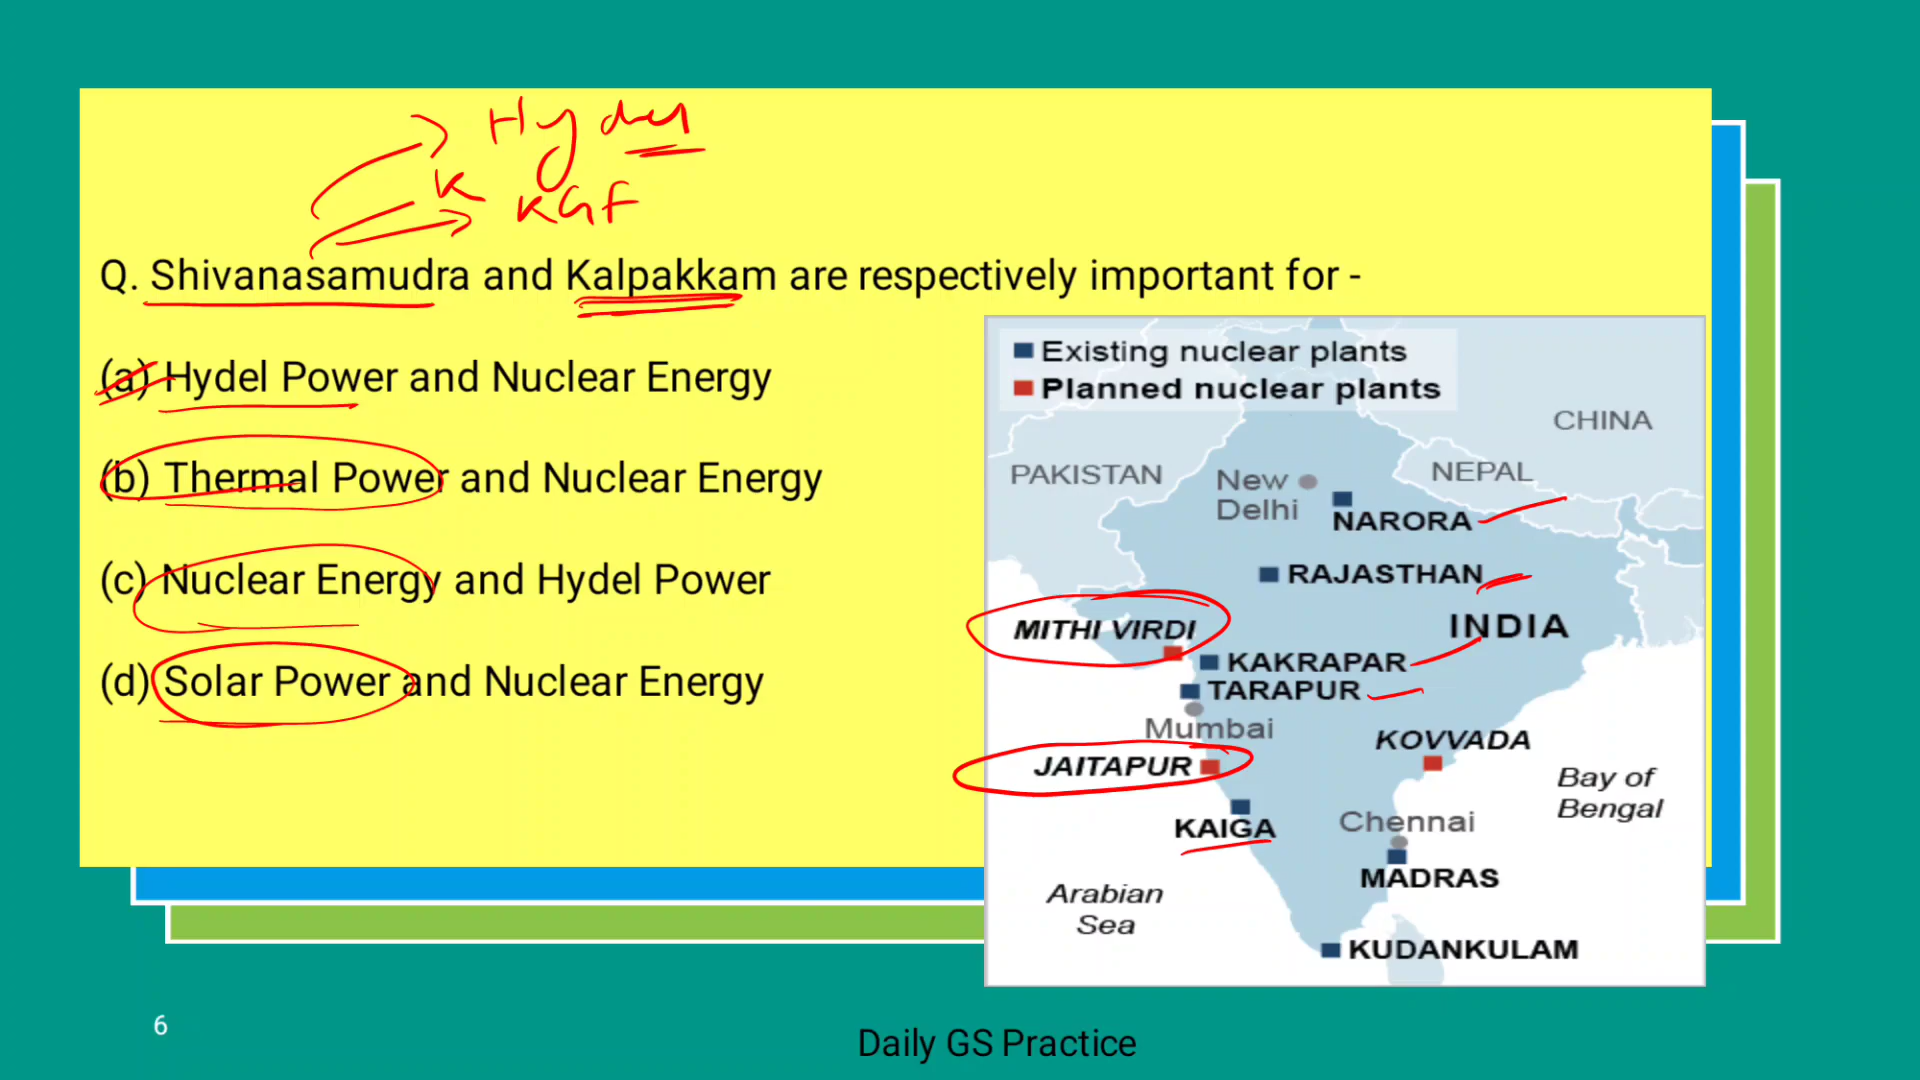 Hydel
K KGF
Q. Shivanasamudra and Kalpakkam are respectively important for -
(a) Hydel Power and Nuclear Energy
(b) Thermal Power and Nuclear Energy
(c) Nuclear Energy and Hydel Power
(d) Solar Power and Nuclear Energy
Existing nuclear plants
Planned nuclear plants
CHINA
PAKISTAN
NEPAL
New
Delhi
NARORA
RAJASTHAN
INDIA
MITHI VIRDI
KAKRAPAR
TARAPUR
Mumbai
KOVVADA
JAITAPUR
Bay of
Bengal
KAIGA
Chennai
MADRAS
Arabian
Sea
KUDANKULAM
6
Daily GS Practice